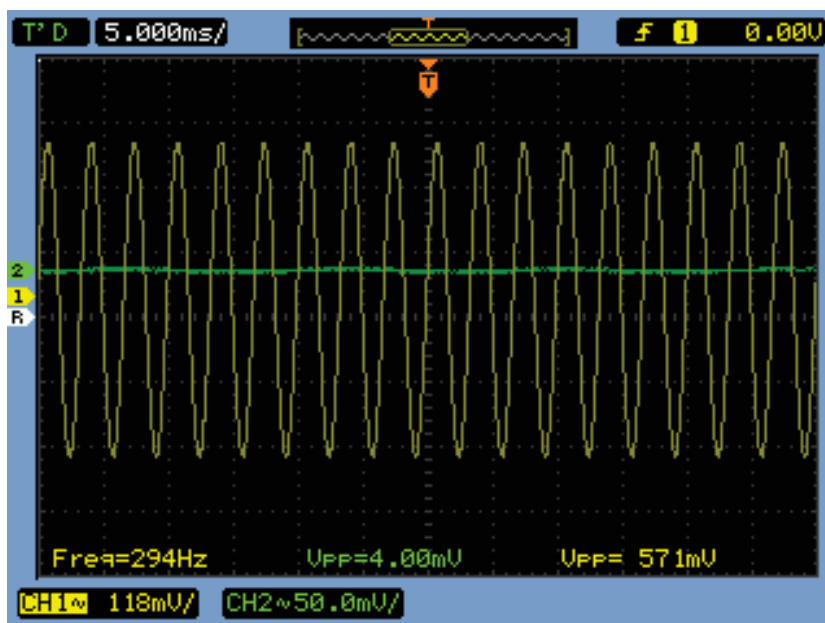 T'D 5.000ms/ T 1 0.00V
T
2
1
R
Freq=294Hz Vpp=4.00mV Vpp= 571mV
CH1~ 118mV/ CH2~50.0mV/